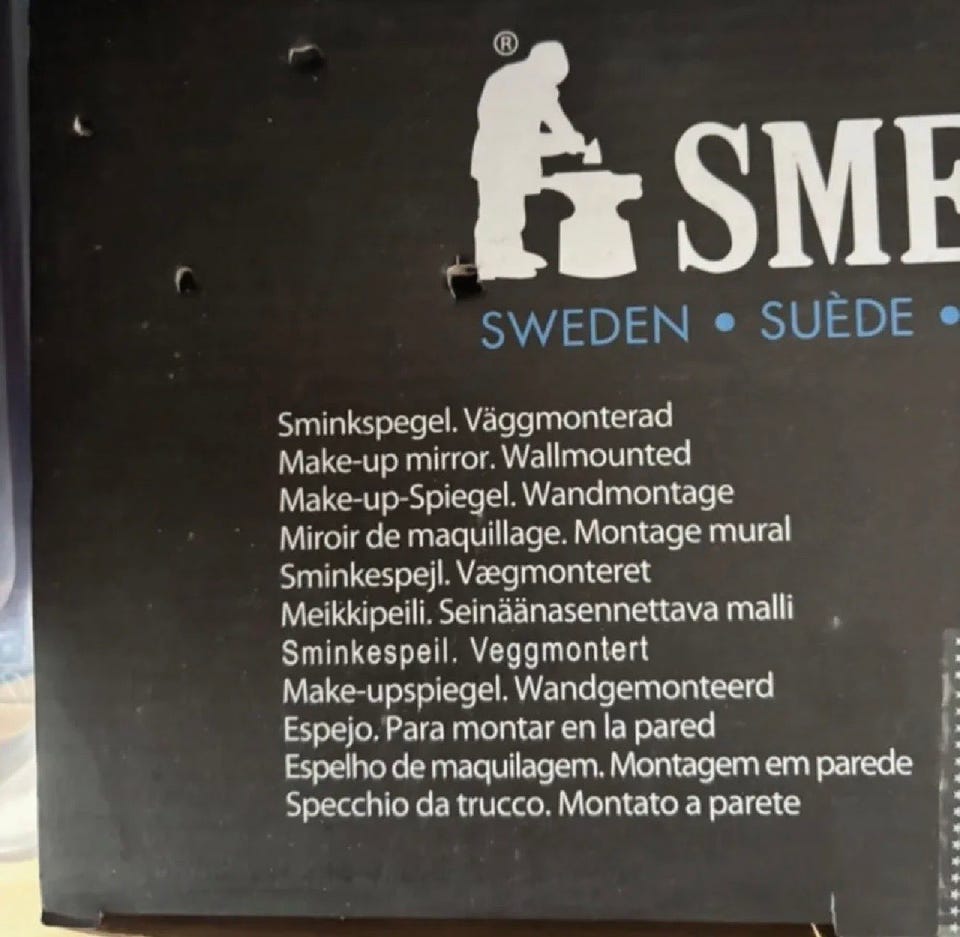 ®
SME
SWEDEN • SUÈDE •
Sminkspegel. Väggmonterad
Make-up mirror. Wallmounted
Make-up-Spiegel. Wandmontage
Miroir de maquillage. Montage mural
Sminkespejl. Vægmonteret
Meikkipeili. Seinäänasennettava malli
Sminkespeil. Veggmontert
Make-upspiegel. Wandgemonteerd
Espejo. Para montar en la pared
Espelho de maquilagem. Montagem em parede
Specchio da trucco. Montato a parete